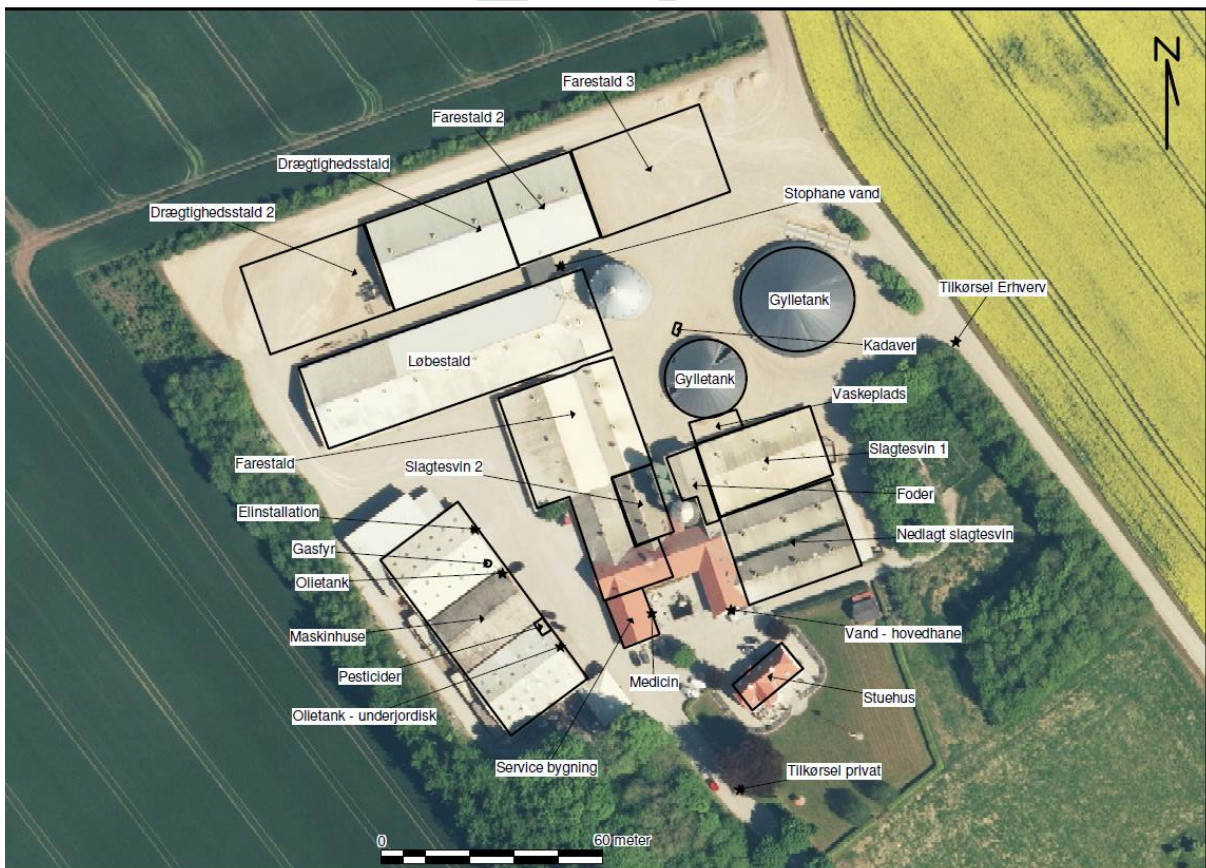 N
Farestald 3
Farestald 2
Drægtighedsstald
Stophane vand
Drægtighedsstald 2
Tilkørsel Erhverv
Gylletank
Kadaver
Løbestald
Gylletank
Vaskeplads
Slagtesvin 1
Farestald
Slagtesvin 2
Foder
Elinstallation
Nedlagt slagtesvin
Gasfyr
Olietank
Maskinhuse
Vand - hovedhane
Pesticider
Medicin
Stuehus
Olietank - underjordisk
Service bygning
Tilkørsel privat
0 60 meter